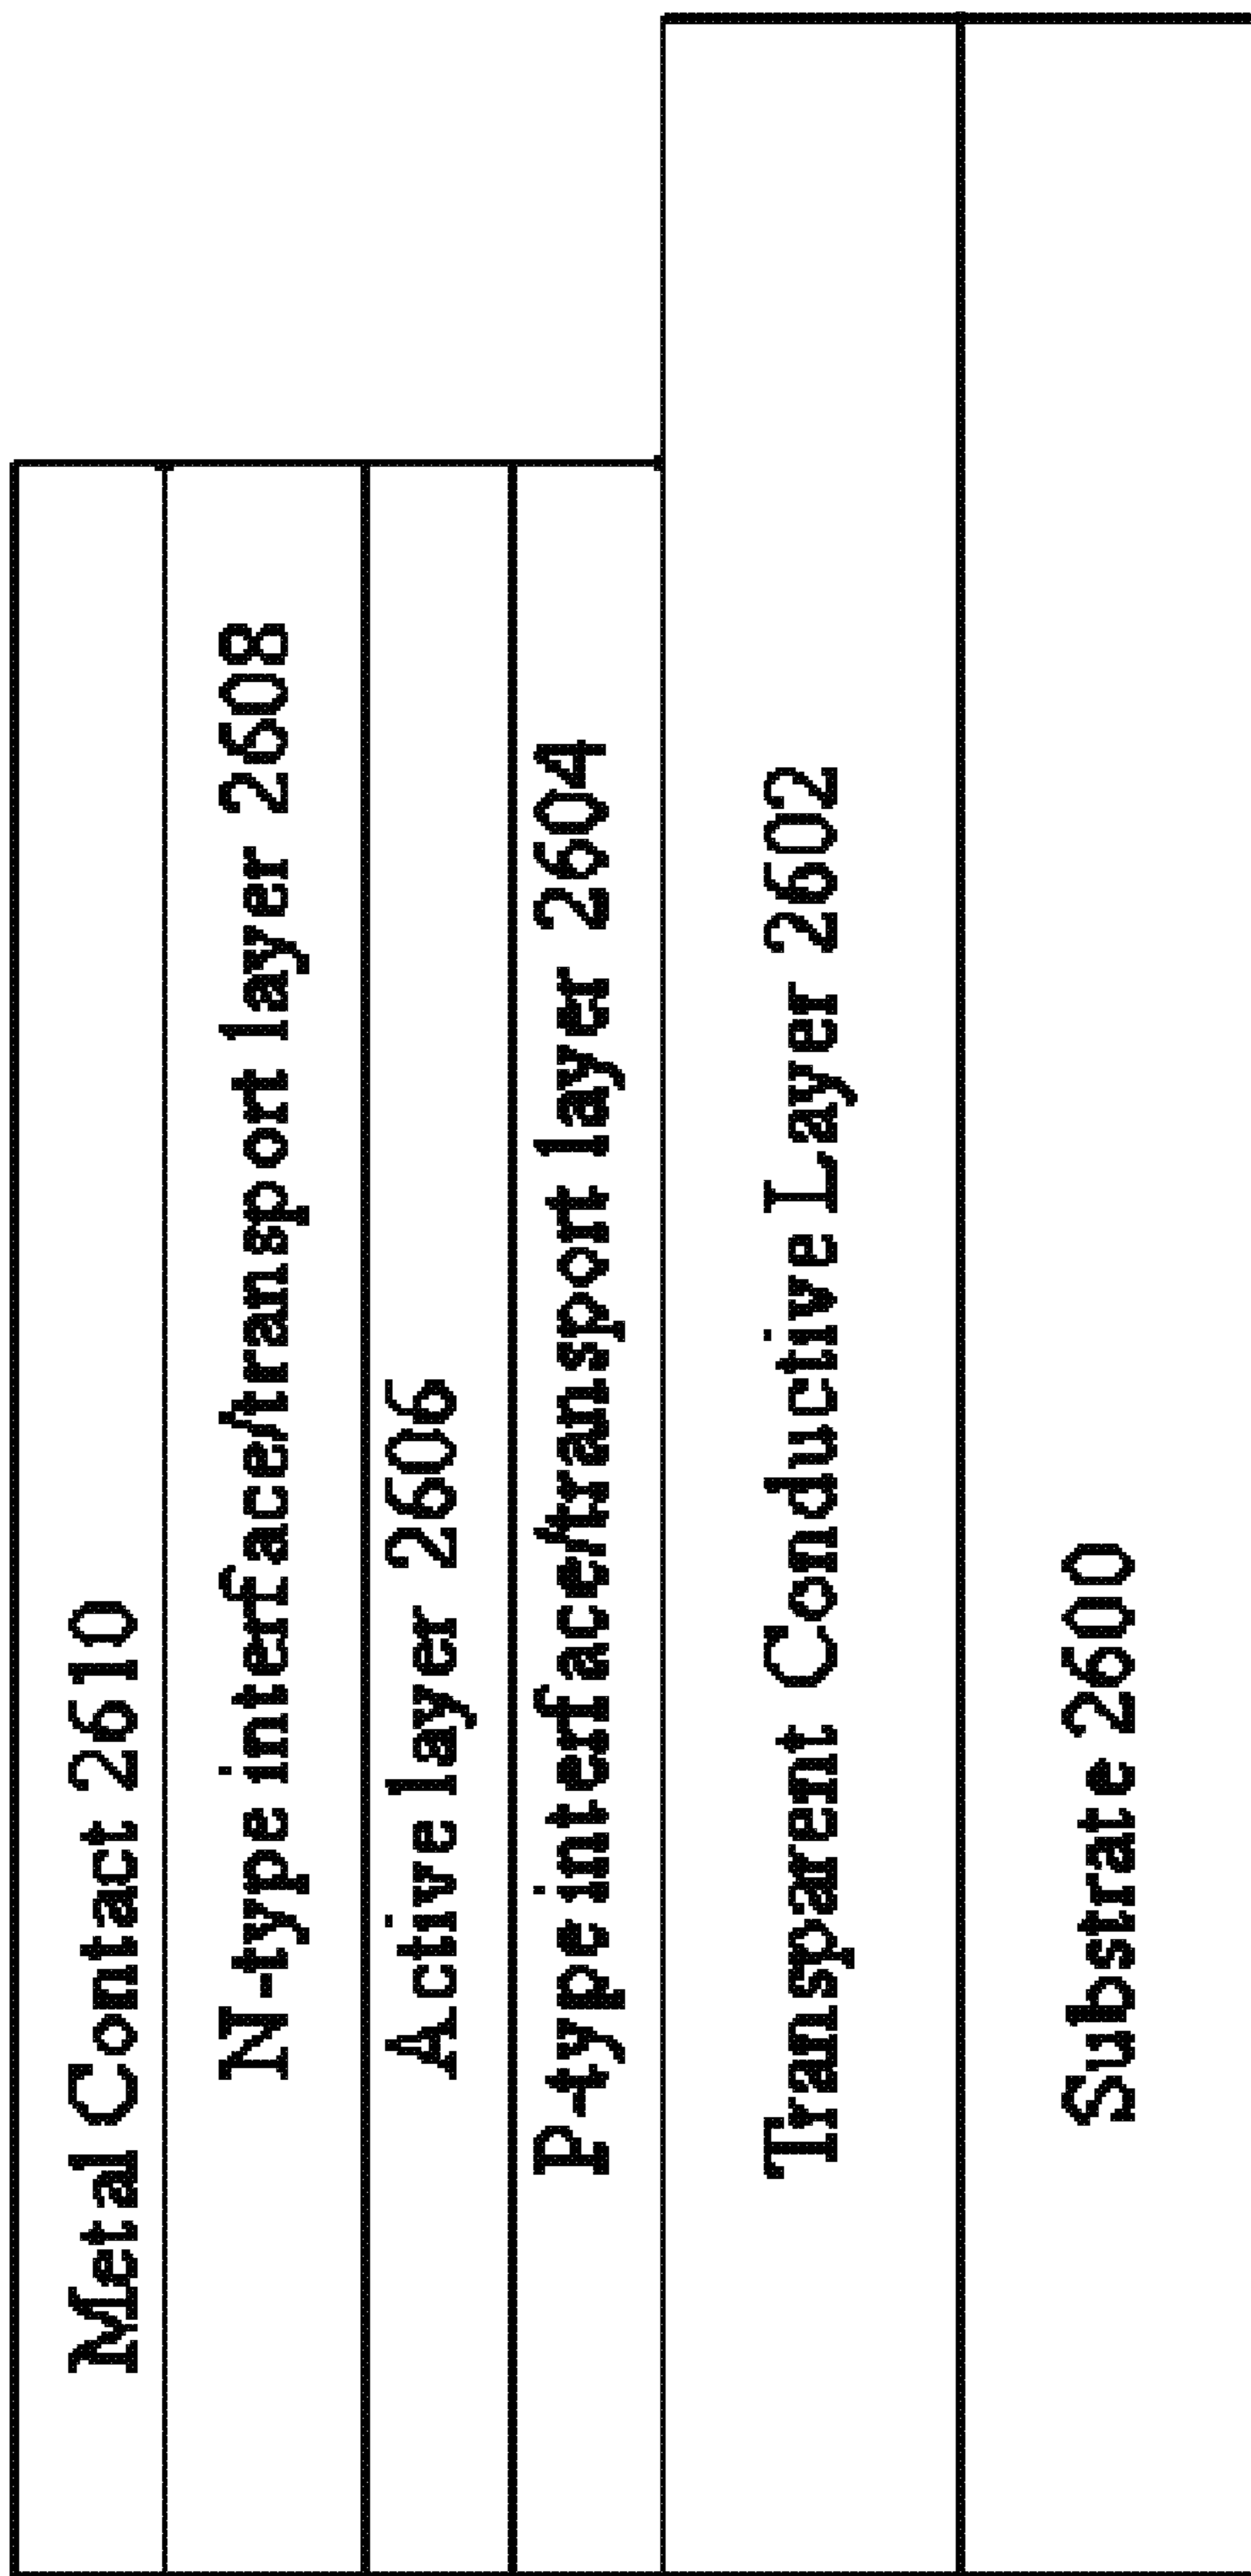 Metal Contact 2610
N-type interface/transport layer 2608
Active layer 2606
P-type interface/transport layer 2604
Transparent Conductive Layer 2602
Substrate 2600